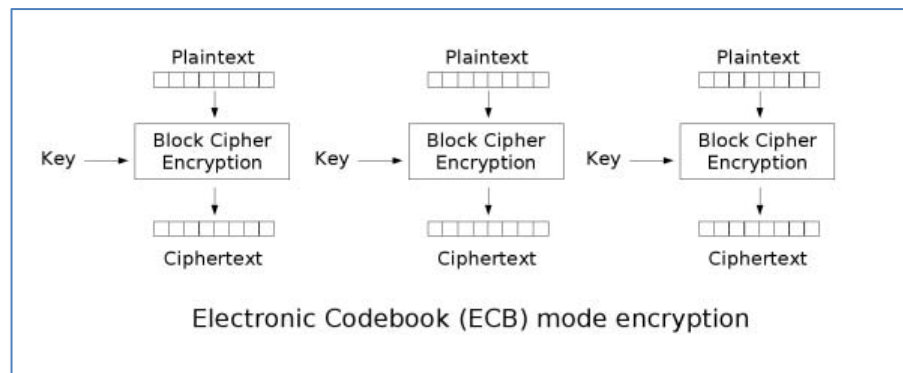 Plaintext Plaintext Plaintext
Block Cipher Block Cipher Block Cipher
Key Encryption Key Encryption Key Encryption
Ciphertext Ciphertext Ciphertext
Electronic Codebook (ECB) mode encryption